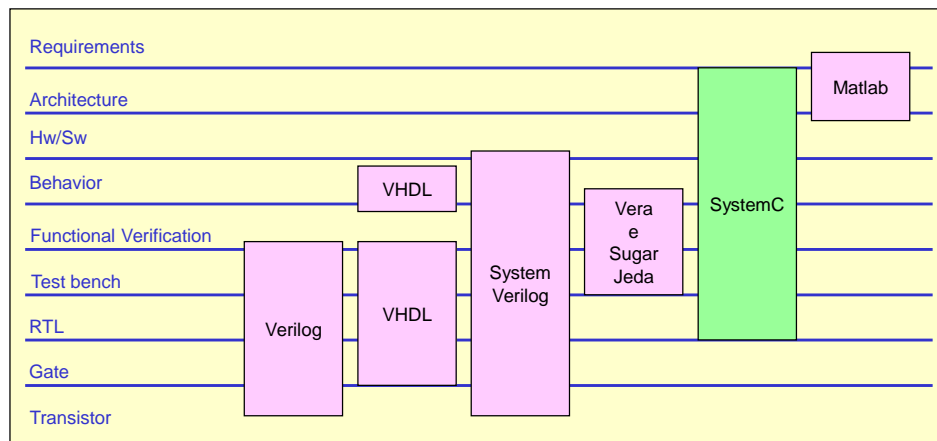 Requirements
Architecture
Hw/Sw
Behavior
Functional Verification
Test bench
RTL
Gate
Transistor
Verilog
VHDL
VHDL
System
Verilog
Vera
e
Sugar
Jeda
SystemC
Matlab